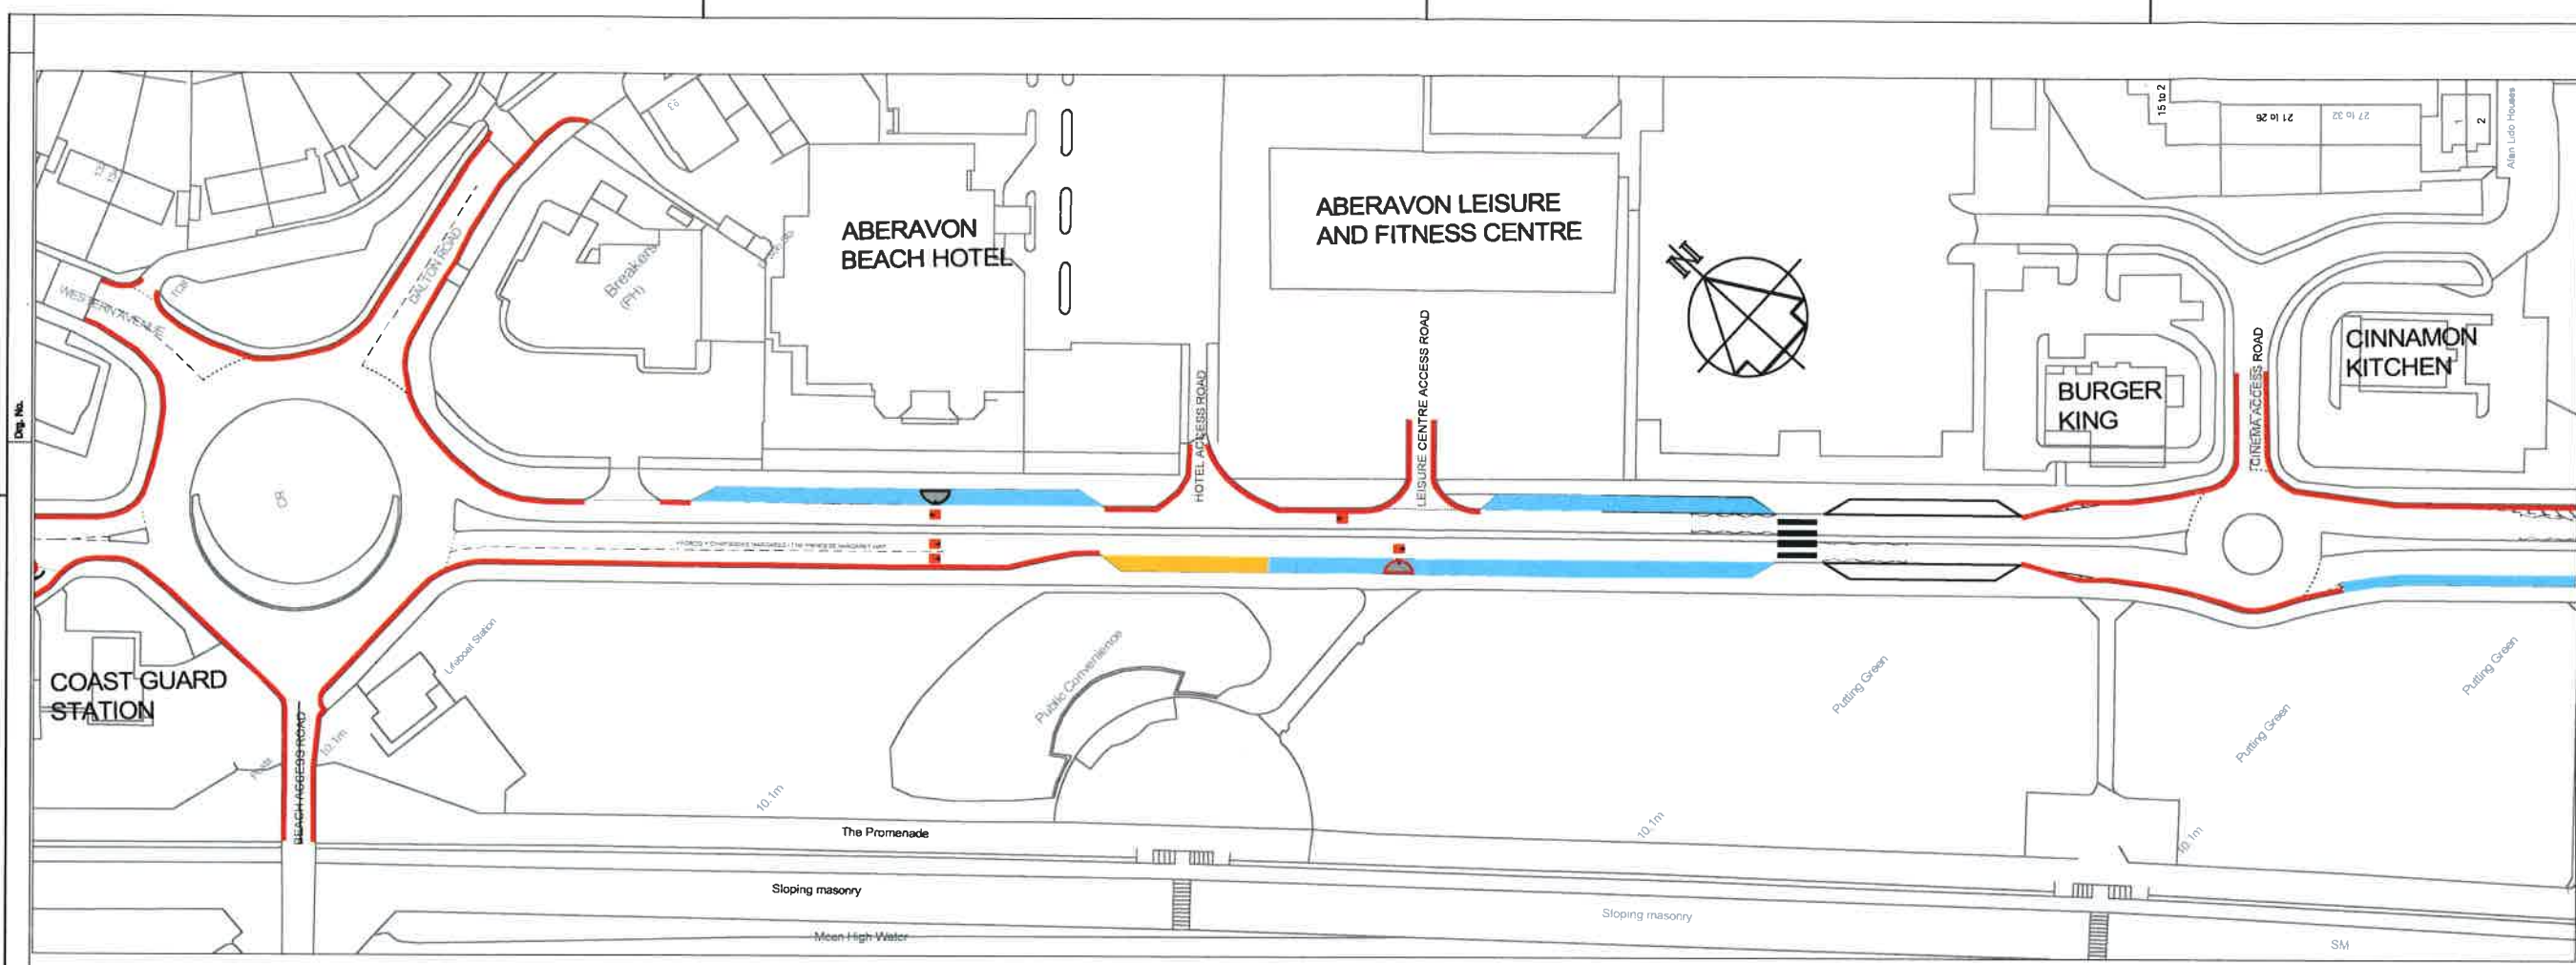 Drg. No.
WESTERN AVENUE
DALTON ROAD
Breakers
(PH)
ABERAVON
BEACH HOTEL
ABERAVON LEISURE
AND FITNESS CENTRE
N
15 to 2
21 to 26
27 to 32
1
2
Afan Lido Houses
HOTEL ACCESS ROAD
LEISURE CENTRE ACCESS ROAD
BURGER
KING
CINEMA ACCESS ROAD
CINNAMON
KITCHEN
COAST GUARD
STATION
Lifeboat Station
BEACH ACCESS ROAD
10.1m
Public Convenience
Putting Green
Putting Green
Putting Green
10.1m
10.1m
10.1m
The Promenade
Sloping masonry
Sloping masonry
Mean High Water
SM